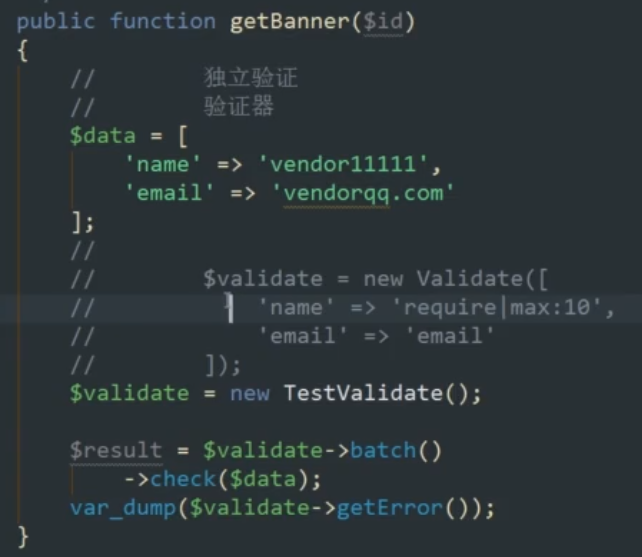 public function getBanner($id)
{
//        独立验证
//        验证器
    $data = [
        'name' => 'vendor11111',
        'email' => 'vendorqq.com'
    ];
//
//        $validate = new Validate([
//            'name' => 'require|max:10',
//            'email' => 'email'
//        ]);
    $validate = new TestValidate();
    $result = $validate->batch()
        ->check($data);
    var_dump($validate->getError());
}